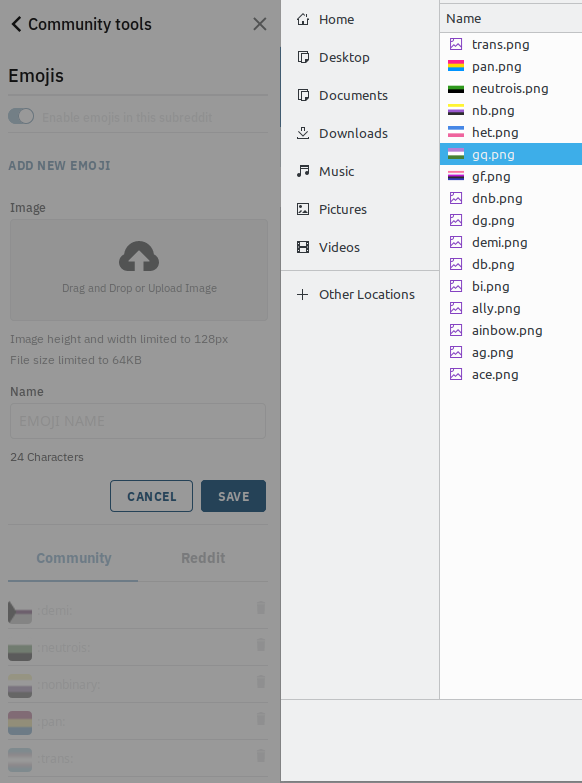 Community tools
Emojis
Enable emojis in this subreddit
ADD NEW EMOJI
Image
Drag and Drop or Upload Image
Image height and width limited to 128px
File size limited to 64KB
Name
EMOJI NAME
24 Characters
CANCEL
SAVE
Community
Reddit
:demi:
:neutrois:
:nonbinary:
:pan:
:trans:
Home
Desktop
Documents
Downloads
Music
Pictures
Videos
Other Locations
Name
trans.png
pan.png
neutrois.png
nb.png
het.png
gq.png
gf.png
dnb.png
dg.png
demi.png
db.png
bi.png
ally.png
ainbow.png
ag.png
ace.png